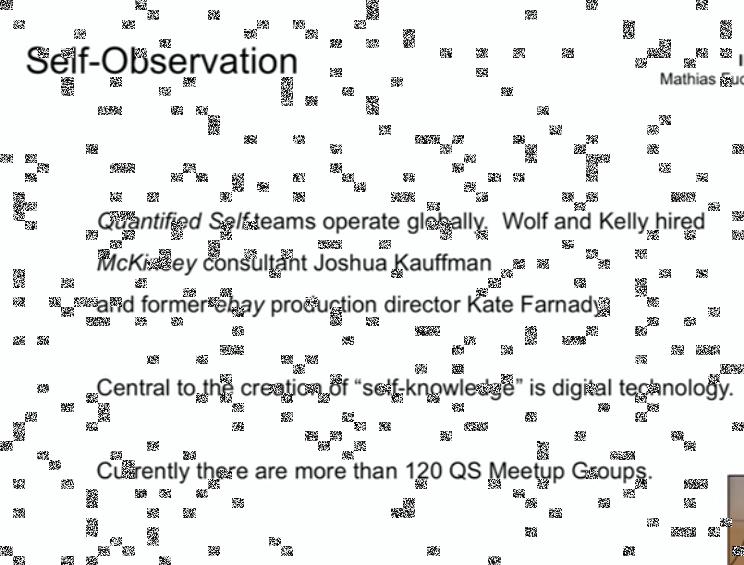 Self-Observation
Mathias
Quantified Self teams operate globally. Wolf and Kelly hired
McKinsey consultant Joshua Kauffman
and former ebay production director Kate Farnady.
Central to the creation of “self-knowledge” is digital technology.
Currently there are more than 120 QS Meetup Groups.